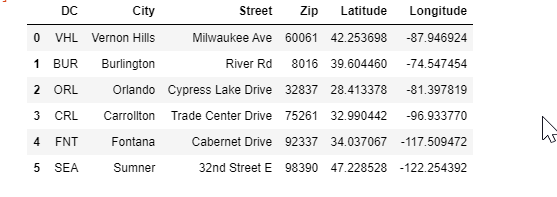 DC City Street Zip Latitude Longitude
0 VHL Vernon Hills Milwaukee Ave 60061 42.253698 -87.946924
1 BUR Burlington River Rd 8016 39.604460 -74.547454
2 ORL Orlando Cypress Lake Drive 32837 28.413378 -81.397819
3 CRL Carrollton Trade Center Drive 75261 32.990442 -96.933770
4 FNT Fontana Cabernet Drive 92337 34.037067 -117.509472
5 SEA Sumner 32nd Street E 98390 47.228528 -122.254392